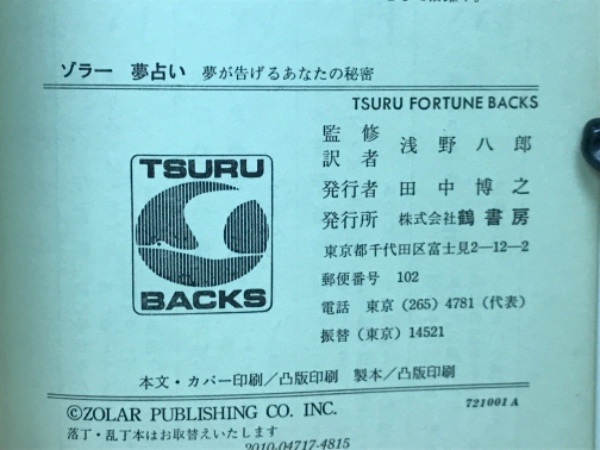 ゾラー 夢占い 夢が告げるあなたの秘密
TSURU FORTUNE BACKS
監修
訳者 浅野八郎
発行者 田中博之
発行所 株式会社鶴書房
東京都千代田区富士見2―12―2
郵便番号 102
電話 東京(265)4781(代表)
振替(東京)14521
TSURU
BACKS
本文・カバー印刷/凸版印刷 製本/凸版印刷
©ZOLAR PUBLISHING CO. INC.
721001A
落丁・乱丁本はお取替えいたします
2010-04717-4815